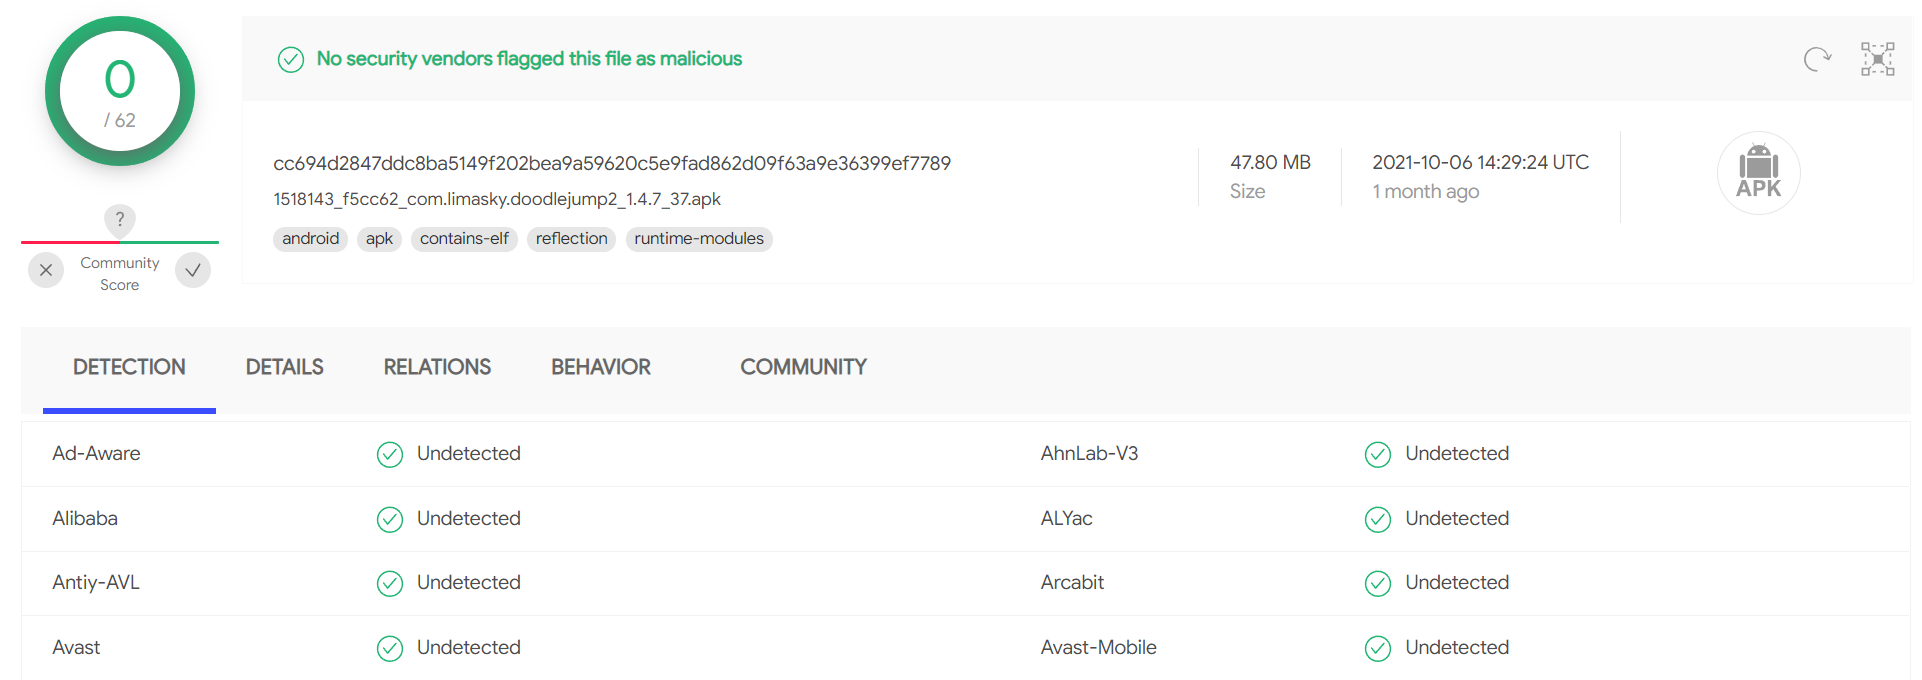 0
/ 62
?
Community
Score
No security vendors flagged this file as malicious
cc694d2847ddc8ba5149f202bea9a59620c5e9fad862d09f63a9e36399ef7789
1518143_f5cc62_com.limasky.doodlejump2_1.4.7_37.apk
android apk contains-elf reflection runtime-modules
47.80 MB
Size
2021-10-06 14:29:24 UTC
1 month ago
APK
DETECTION DETAILS RELATIONS BEHAVIOR COMMUNITY
Ad-Aware Undetected AhnLab-V3 Undetected
Alibaba Undetected ALYac Undetected
Antiy-AVL Undetected Arcabit Undetected
Avast Undetected Avast-Mobile Undetected